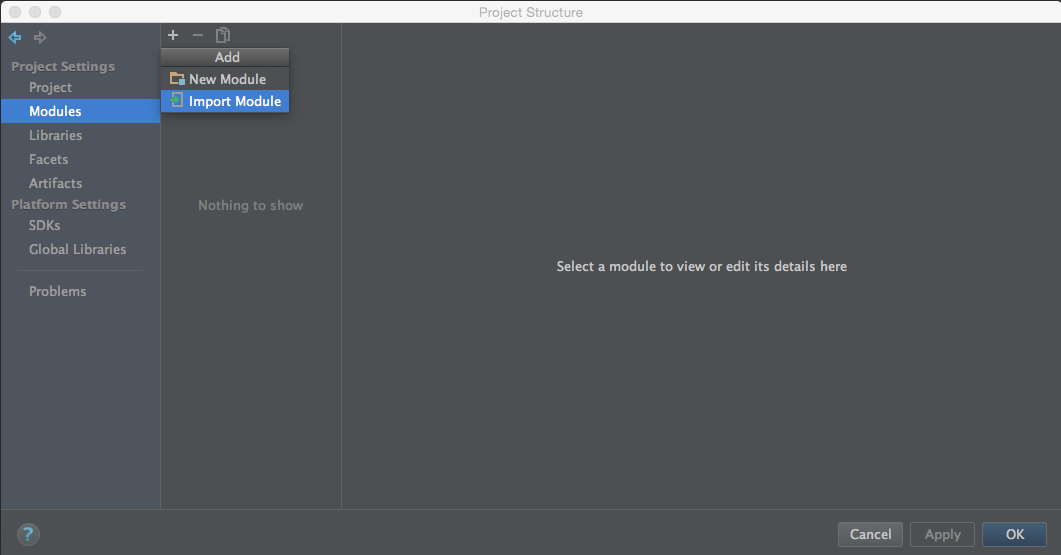 Project Structure
Project Settings
Project
Modules
Libraries
Facets
Artifacts
Platform Settings
SDKs
Global Libraries
Problems
Add
New Module
Import Module
Nothing to show
Select a module to view or edit its details here
?
Cancel
Apply
OK